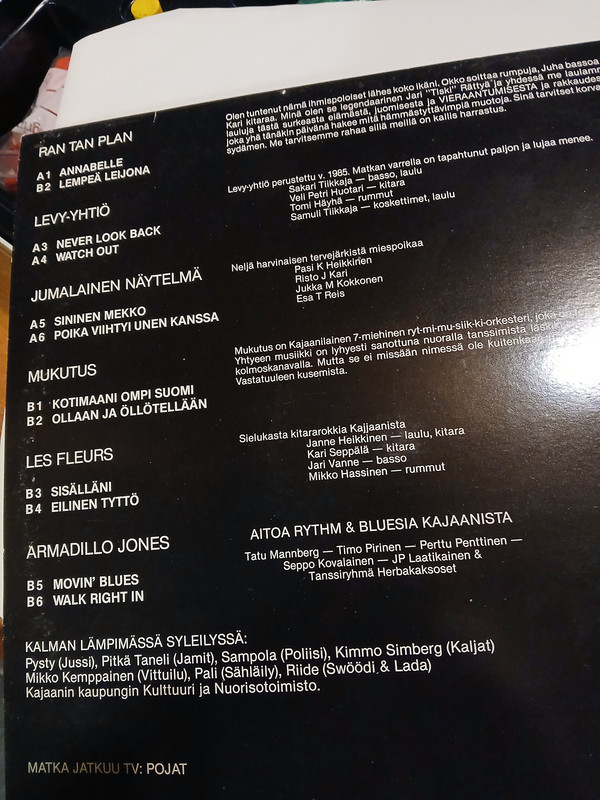 RAN TAN PLAN
A1 ANNABELLE
B2 LEMPEÄ LEIJONA
Olen tuntenut nämä ihmispoloiset lähes koko ikäni. Okko soittaa rumpuja, Juha bassoa
Kari kitaraa. Minä olen se legendaarinen Jari "Tiski" Rättyä ja yhdessä me laulamm
lauluja tästä surkeasta elämästä, juomisesta ja VIERAANTUMISESTA ja rakkaudes
joka yhä tänäkin päivänä hakee mitä hämmästyttävimpiä muotoja. Sinä tarvitset korva
sydämen. Me tarvitsemme rahaa sillä meillä on kallis harrastus.
LEVY-YHTIÖ
A3 NEVER LOOK BACK
A4 WATCH OUT
Levy-yhtiö perustettu v. 1985. Matkan varrella on tapahtunut paljon ja lujaa menee.
Sakari Tilkkaja — basso, laulu
Veli Petri Huotari — kitara
Tomi Häyhä — rummut
Samuli Tilkkaja — koskettimet, laulu
JUMALAINEN NÄYTELMÄ
A5 SININEN MEKKO
A6 POIKA VIIHTYI UNEN KANSSA
Neljä harvinaisen tervejärkistä miespoikaa
Pasi K Heikkinen
Risto J Kari
Jukka M Kokkonen
Esa T Reis
MUKUTUS
B1 KOTIMAANI OMPI SUOMI
B2 OLLAAN JA ÖLLÖTELLÄÄN
Mukutus on Kajaanilainen 7-miehinen ryt-mi-mu-siik-ki-orkesteri, joka on
Yhtyeen musiikki on lyhyesti sanottuna nuoralla tanssimista
kolmoskanavalla. Mutta se ei missään nimessä ole kuitenkaan
Vastatuuleen kusemista.
LES FLEURS
B3 SISÄLLÄNI
B4 EILINEN TYTTÖ
Sielukasta kitararokkia Kajjaanista
Janne Heikkinen — laulu, kitara
Kari Seppälä — kitara
Jari Vanne — basso
Mikko Hassinen — rummut
ARMADILLO JONES
B5 MOVIN' BLUES
B6 WALK RIGHT IN
AITOA RYTHM & BLUESIA KAJAANISTA
Tatu Mannberg — Timo Pirinen — Perttu Penttinen —
Seppo Kovalainen — JP Laatikainen &
Tanssiryhmä Herbakaksoset
KALMAN LÄMPIMÄSSÄ SYLEILYSSÄ:
Pysty (Jussi), Pitkä Taneli (Jamit), Sampola (Poliisi), Kimmo Simberg (Kaljat)
Mikko Kemppainen (Vittuilu), Pali (Sähläily), Riide (Swöödi & Lada)
Kajaanin kaupungin Kulttuuri ja Nuorisotoimisto.
MATKA JATKUU TV: POJAT